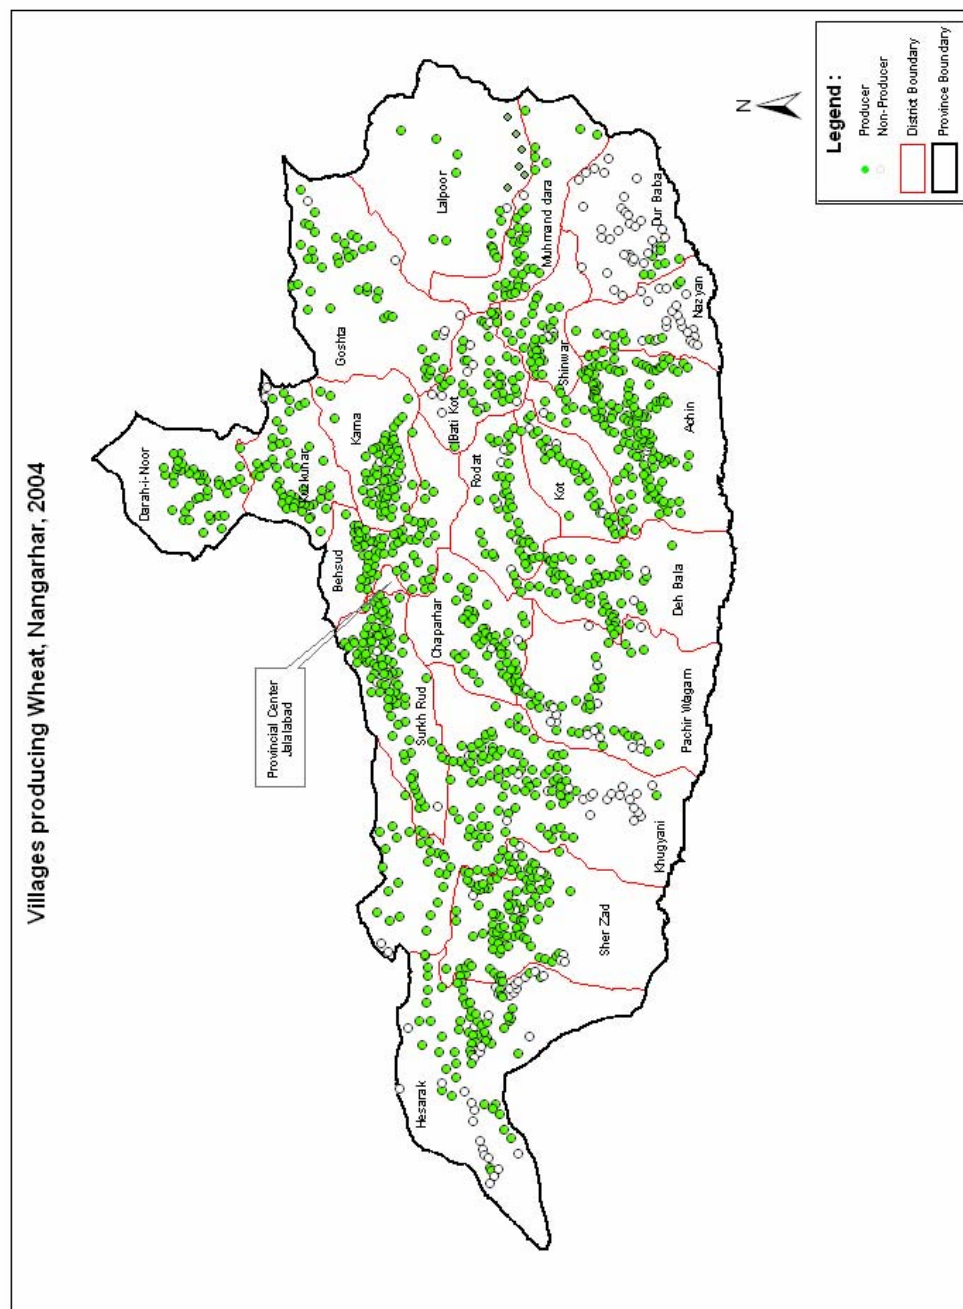 Villages producing Wheat, Nangarhar, 2004
Darah-i-Noor
Kuzkunar
Goshta
Kama
Behsud
Lalpoor
Provincial Center
Jalalabad
Bati Kot
Muhmand dara
Rodat
Chaparhar
Surkh Rud
Hesarak
Shinwar
Kot
Dur Baba
Nazyan
Achin
Deh Bala
Pachir Wagam
Khugyani
Sher Zad
N
Legend :
Producer
Non-Producer
District Boundary
Province Boundary